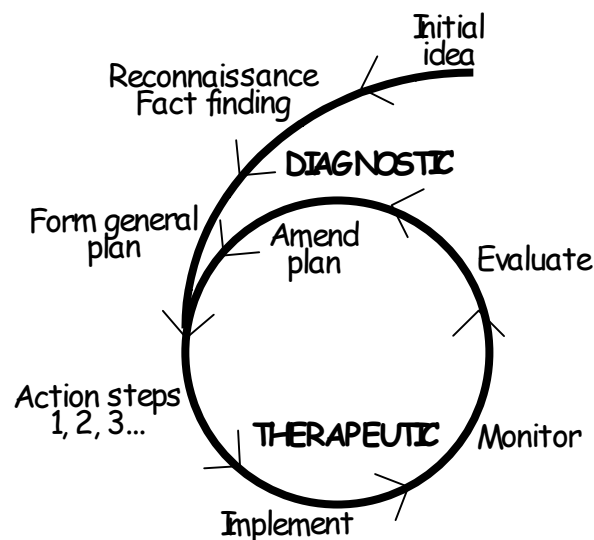 Initial
idea
Reconnaissance
Fact finding
DIAGNOSTIC
Form general
plan
Amend
plan
Evaluate
Action steps
1, 2, 3...
THERAPEUTIC
Monitor
Implement